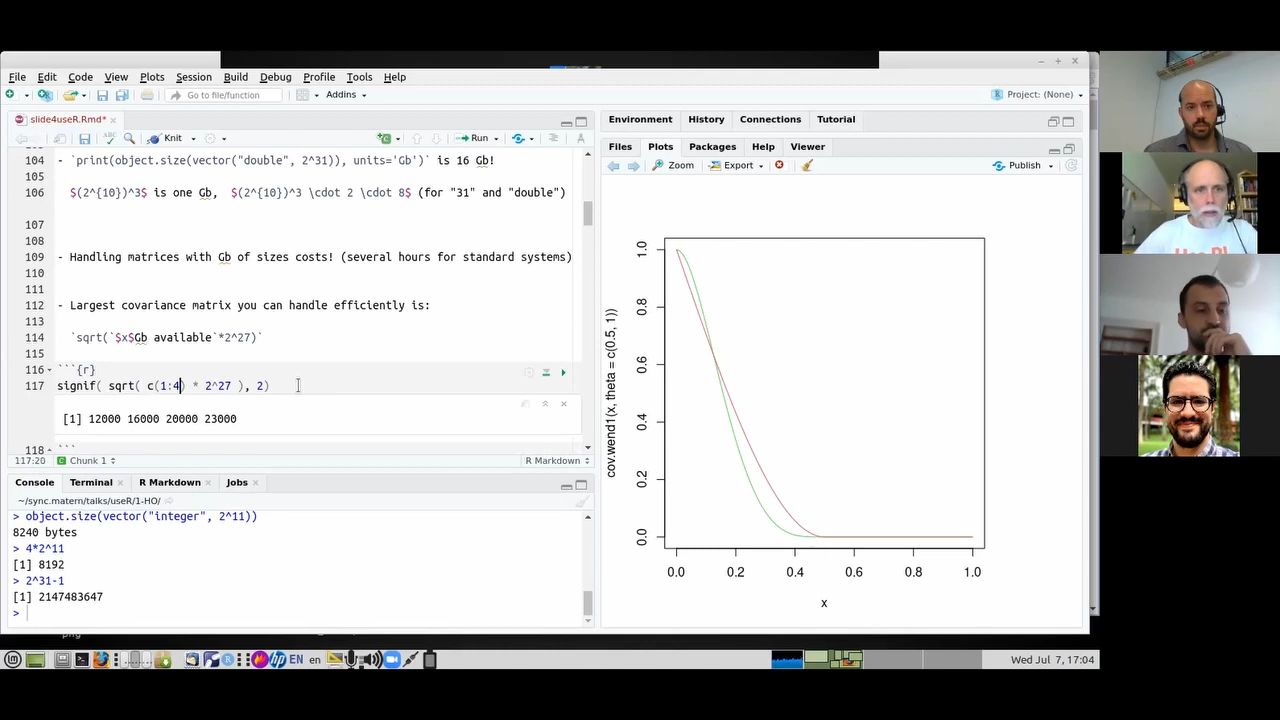 File Edit Code View Plots Session Build Debug Profile Tools Help
Go to file/function Addins Project: (None)
slide4useR.Rmd*
Knit Run
104 - `print(object.size(vector("double", 2^31)), units='Gb')` is 16 Gb!
105
106 $(2^{10})^3$ is one Gb, $(2^{10})^3 \cdot 2 \cdot 8$ (for "31" and "double")
107
108
109 - Handling matrices with Gb of sizes costs! (several hours for standard systems)
110
111
112 - Largest covariance matrix you can handle efficiently is:
113
114 `sqrt(`$x$Gb available`*2^27)`
115
116 ```{r}
117 signif( sqrt( c(1:4) * 2^27 ), 2)
[1] 12000 16000 20000 23000
118 ```
117:20 Chunk 1 R Markdown
Console Terminal R Markdown Jobs
~/sync.matern/talks/useR/1-HO/
> object.size(vector("integer", 2^11))
8240 bytes
> 4*2^11
[1] 8192
> 2^31-1
[1] 2147483647
>
Environment History Connections Tutorial
Files Plots Packages Help Viewer
Zoom Export Publish
cov.wend1(x, theta = c(0.5, 1))
1.0
0.8
0.6
0.4
0.2
0.0
0.0 0.2 0.4 0.6 0.8 1.0
x
png
EN en
Wed Jul 7, 17:04